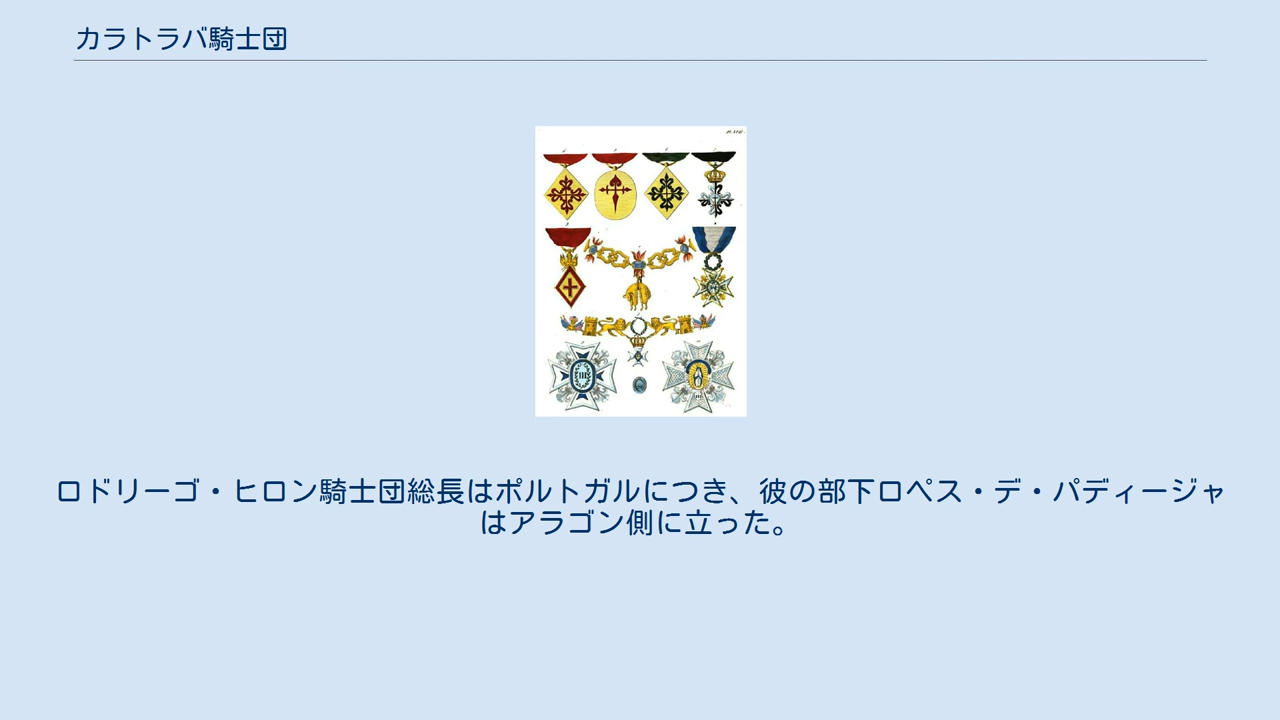 カラトラバ騎士団
ロドリーゴ・ヒロン騎士団総長はポルトガルにつき、彼の部下ロペス・デ・パディージャ
はアラゴン側に立った。